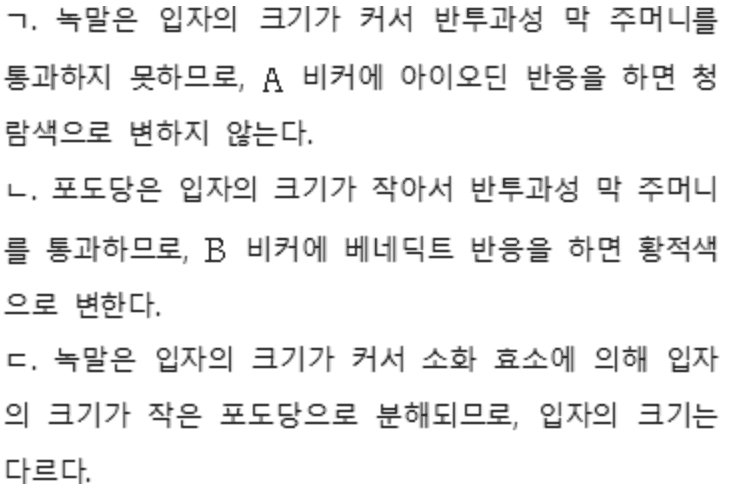 ㄱ. 녹말은 입자의 크기가 커서 반투과성 막 주머니를
통과하지 못하므로, A 비커에 아이오딘 반응을 하면 청
람색으로 변하지 않는다.
ㄴ. 포도당은 입자의 크기가 작아서 반투과성 막 주머니
를 통과하므로, B 비커에 베네딕트 반응을 하면 황적색
으로 변한다.
ㄷ. 녹말은 입자의 크기가 커서 소화 효소에 의해 입자
의 크기가 작은 포도당으로 분해되므로, 입자의 크기는
다르다.